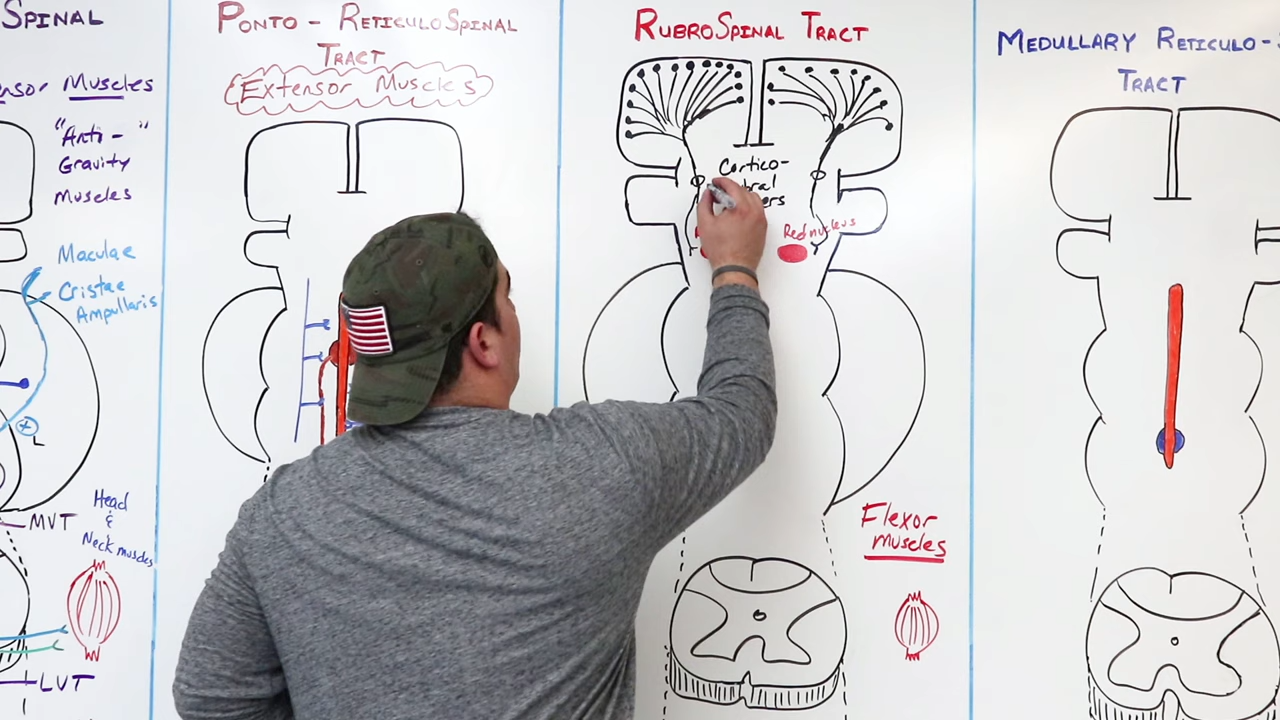 SPINAL
Muscles
"Anti-"
Gravity
Muscles
Maculae
Cristae
Ampullaris
L
MVT
Head
&
Neck muscles
LVT
PONTO - RETICULOSPINAL
TRACT
Extensor Muscles
RUBROSPINAL TRACT
Cortico-
Red nucleus
Flexor
muscles
MEDULLARY RETICULO-
TRACT